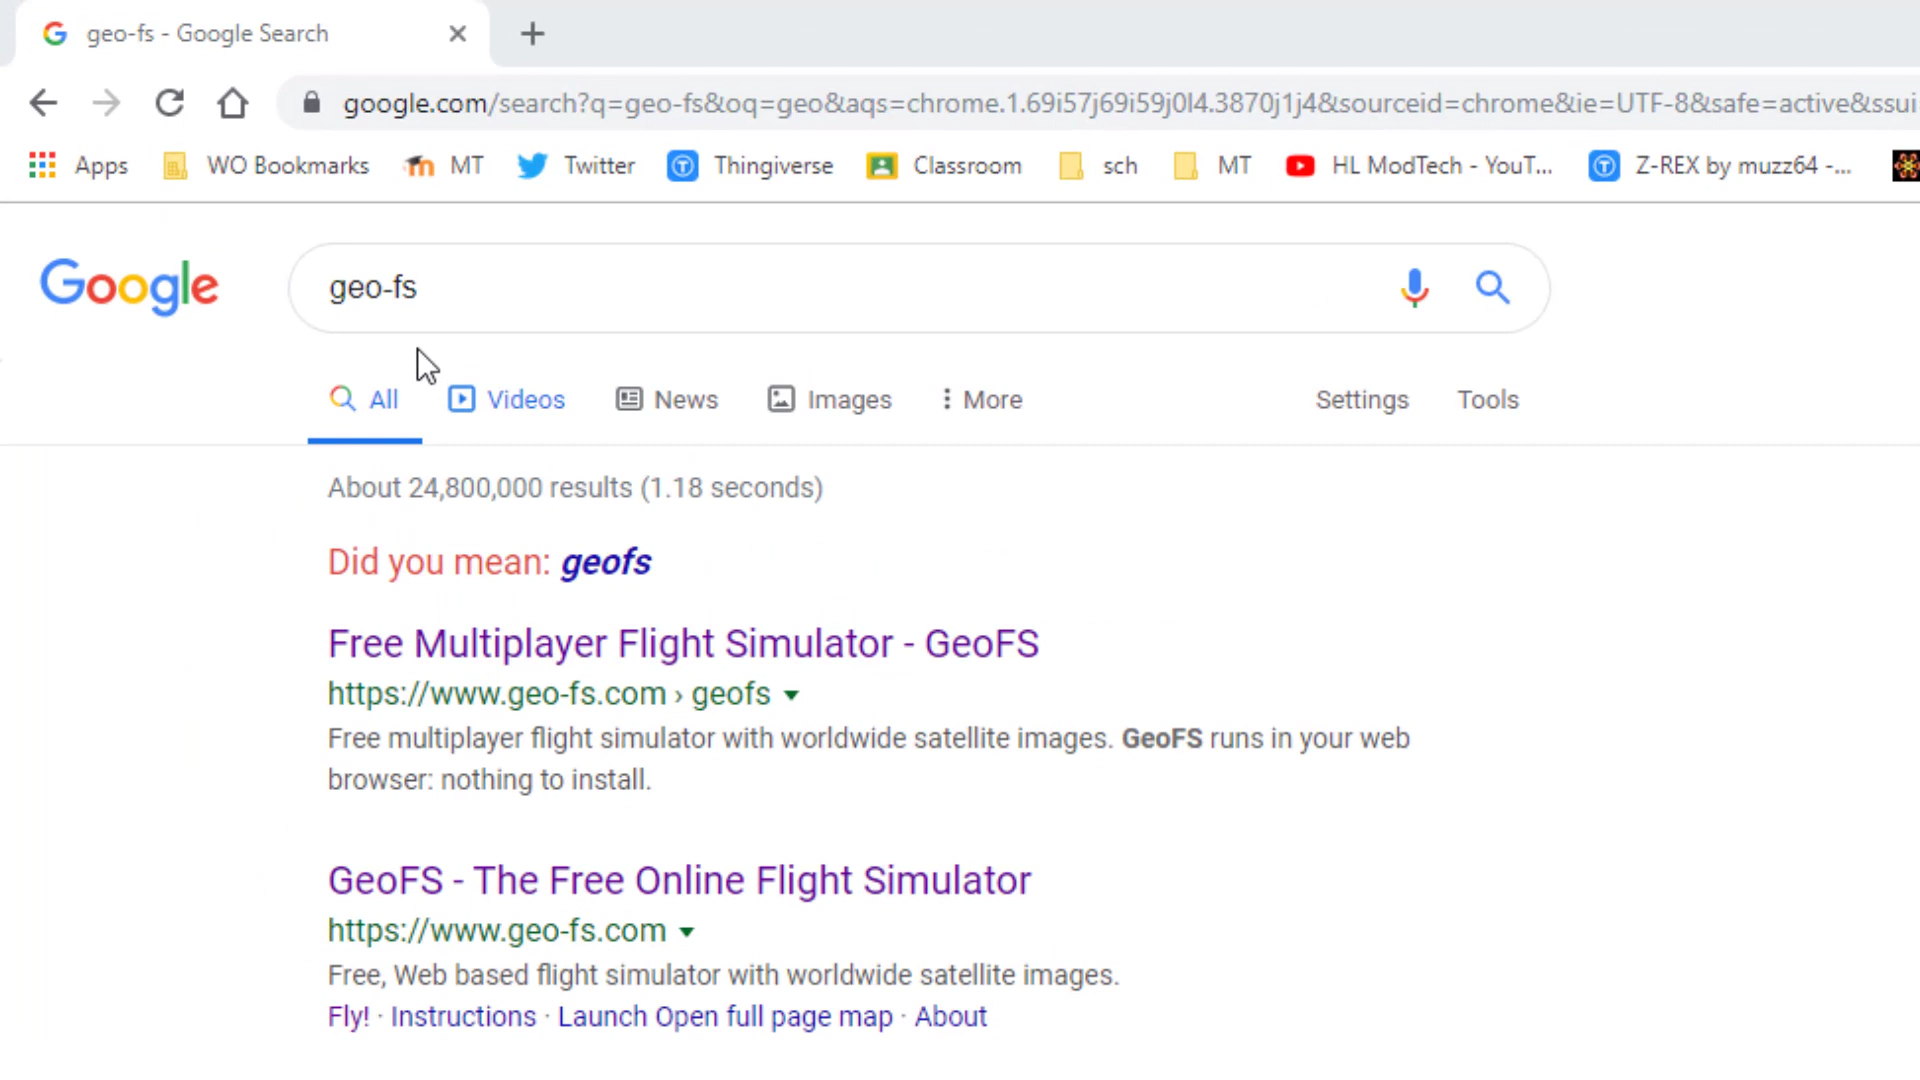 geo-fs - Google Search
google.com/search?q=geo-fs&oq=geo&aqs=chrome.1.69i57j69i59j0l4.3870j1j4&sourceid=chrome&ie=UTF-8&safe=active&ssui
Apps WO Bookmarks MT Twitter Thingiverse Classroom sch MT HL ModTech - YouT... Z-REX by muzz64 -...
Google geo-fs
All Videos News Images More Settings Tools
About 24,800,000 results (1.18 seconds)
Did you mean: geofs
Free Multiplayer Flight Simulator - GeoFS
https://www.geo-fs.com › geofs
Free multiplayer flight simulator with worldwide satellite images. GeoFS runs in your web
browser: nothing to install.
GeoFS - The Free Online Flight Simulator
https://www.geo-fs.com
Free, Web based flight simulator with worldwide satellite images.
Fly! · Instructions · Launch Open full page map · About